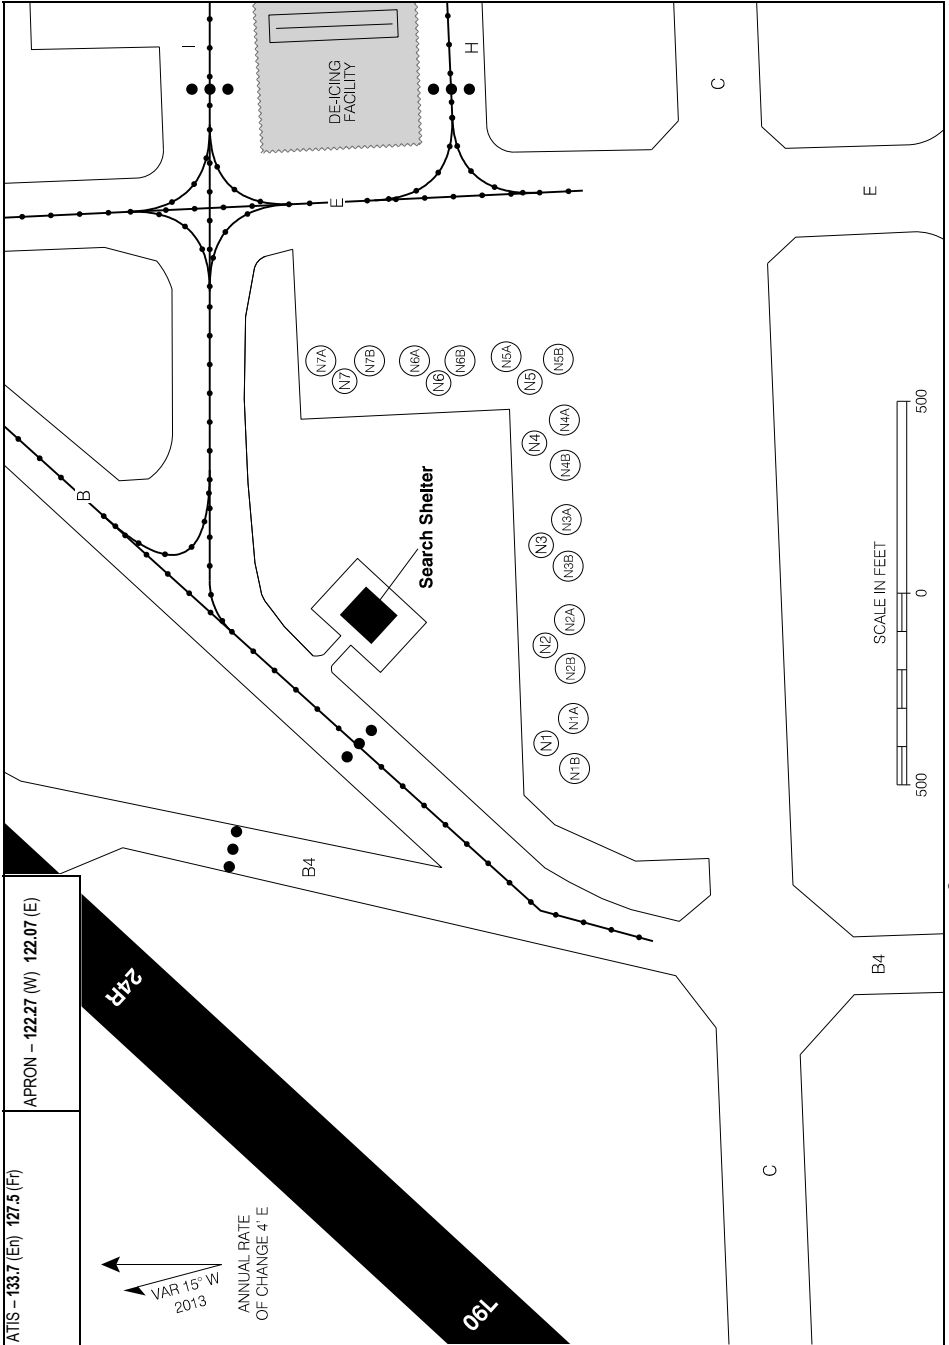 ATIS – 133.7 (En) 127.5 (Fr)
APRON – 122.27 (W) 122.07 (E)
VAR 15° W
2013
ANNUAL RATE
OF CHANGE 4' E
24R
06L
I
DE-ICING
FACILITY
H
C
E
E
B
N7A
N7
N7B
N6A
N6
N6B
N5A
N5
N5B
N4
N4A
N4B
N3
N3A
N3B
N2
N2A
N2B
N1
N1A
N1B
Search Shelter
B4
B4
C
SCALE IN FEET
500
0
500